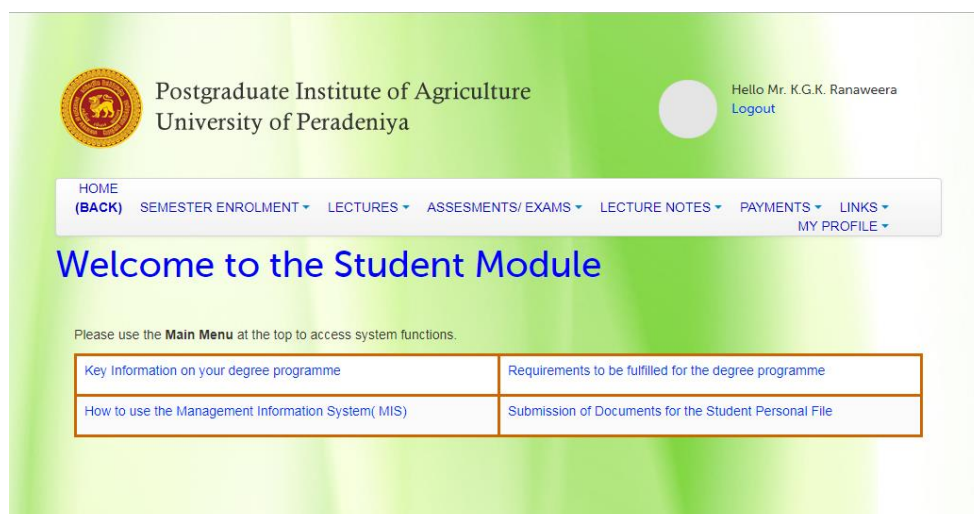 Postgraduate Institute of Agriculture
University of Peradeniya
Hello Mr. K.G.K. Ranaweera
Logout
HOME
(BACK) SEMESTER ENROLMENT LECTURES ASSESMENTS/ EXAMS LECTURE NOTES PAYMENTS LINKS
MY PROFILE
Welcome to the Student Module
Please use the Main Menu at the top to access system functions.
Key Information on your degree programme
Requirements to be fulfilled for the degree programme
How to use the Management Information System( MIS)
Submission of Documents for the Student Personal File